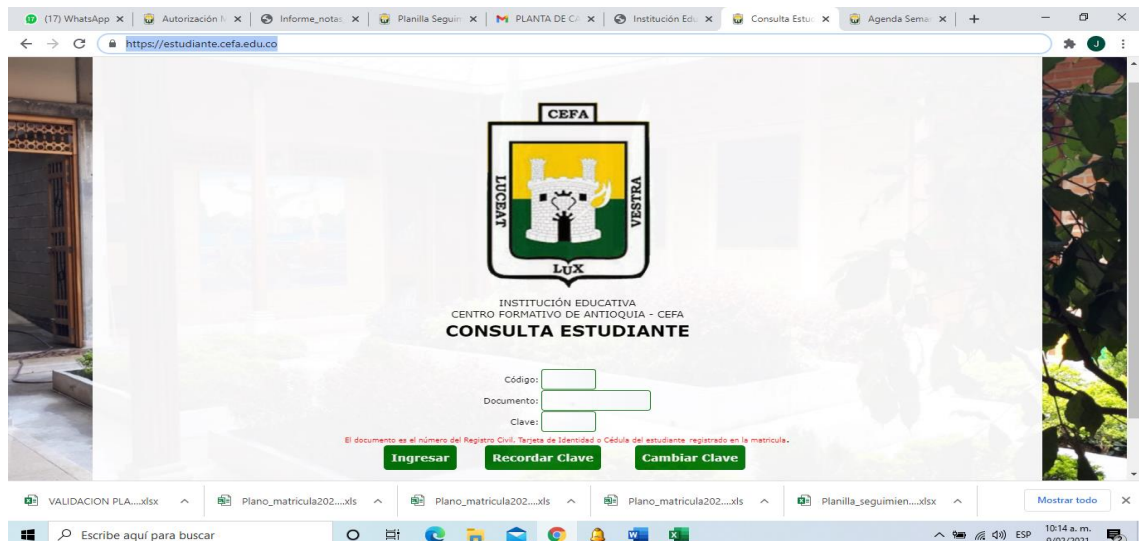 (17) WhatsApp
Autorización
Informe_notas
Planilla Seguim
PLANTA DE CA
Institución Edu
Consulta Estud
Agenda Sema
https://estudiante.cefa.edu.co
CEFA
LUCEAT
VESTRA
LUX
INSTITUCIÓN EDUCATIVA
CENTRO FORMATIVO DE ANTIOQUIA - CEFA
CONSULTA ESTUDIANTE
Código:
Documento:
Clave:
El documento es el número del Registro Civil. Tarjeta de Identidad o Cédula del estudiante registrado en la matricula.
Ingresar
Recordar Clave
Cambiar Clave
VALIDACION PLA....xlsx
Plano_matricula202....xls
Plano_matricula202....xls
Plano_matricula202....xls
Planilla_seguimien....xlsx
Mostrar todo
Escribe aquí para buscar
ESP
10:14 a. m.
9/02/2021